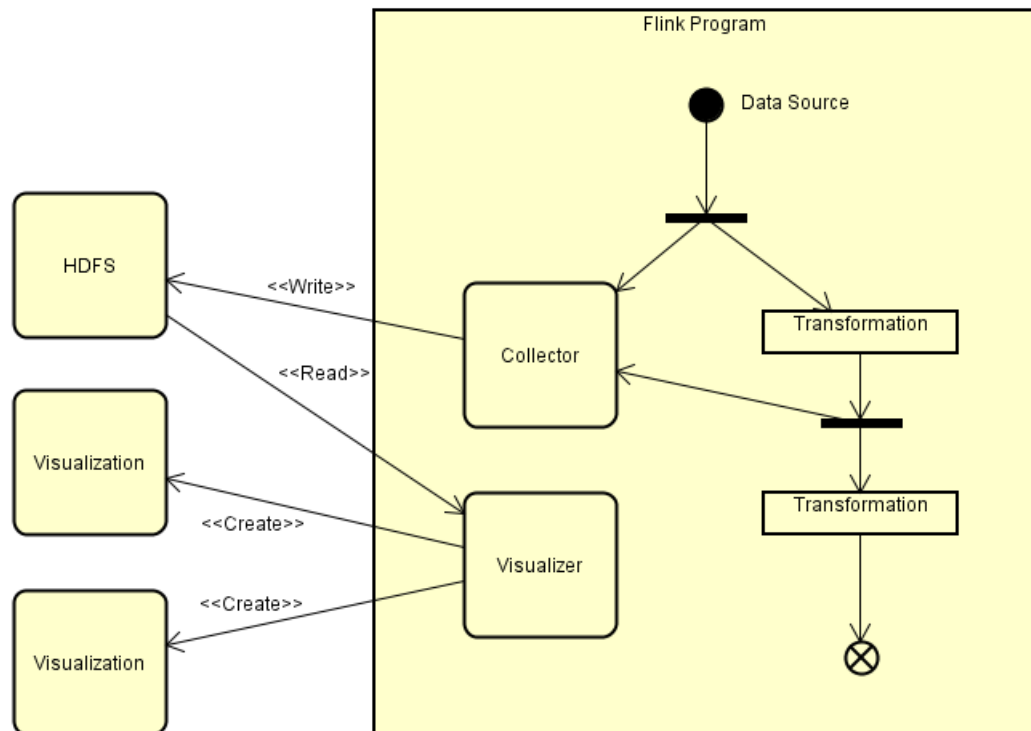 Flink Program
Data Source
HDFS
<<Write>>
Transformation
Collector
<<Read>>
Visualization
Transformation
<<Create>>
Visualizer
<<Create>>
Visualization